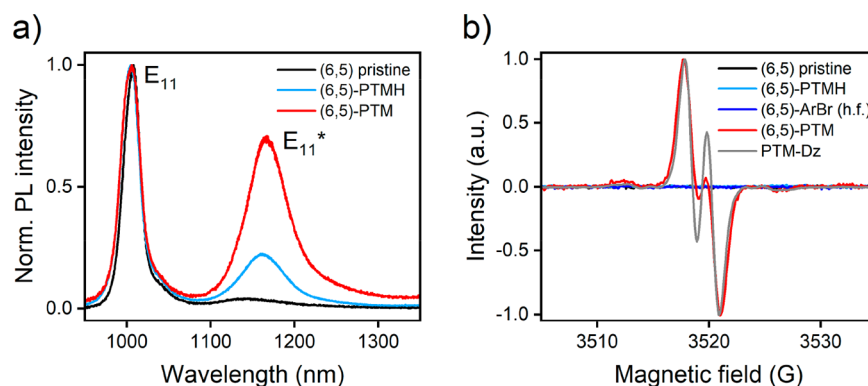 a)
Norm. PL intensity
1.0
0.5
0.0
E11
E11*
(6,5) pristine
(6,5)-PTMH
(6,5)-PTM
1000
1100
1200
1300
Wavelength (nm)
b)
Intensity (a.u.)
1.0
0.5
0.0
-0.5
-1.0
(6,5) pristine
(6,5)-PTMH
(6,5)-ArBr (h.f.)
(6,5)-PTM
PTM-Dz
3510
3520
3530
Magnetic field (G)